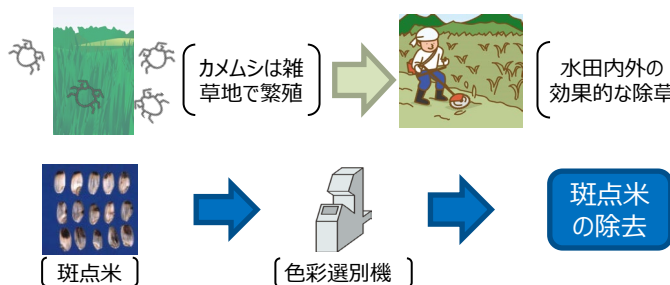 カメムシは雑
草地で繁殖
水田内外の
効果的な除草
斑点米
色彩選別機
斑点米
の除去